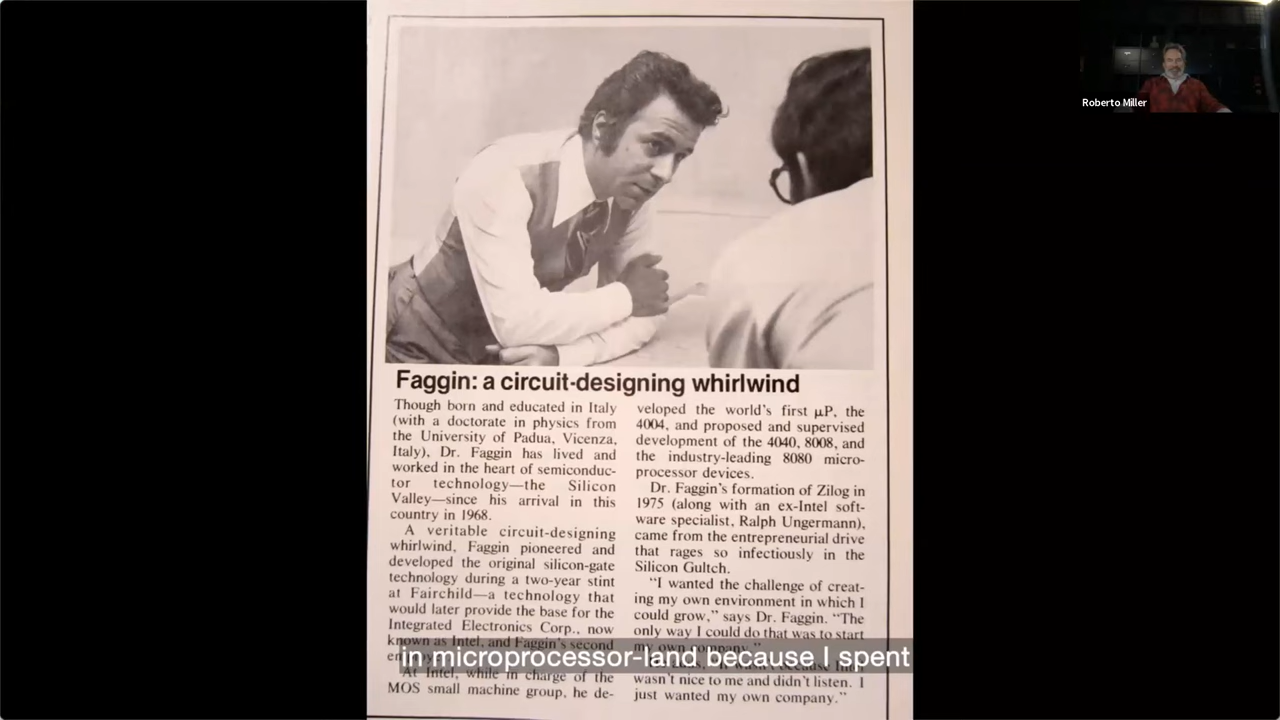 Roberto Miller
Faggin: a circuit-designing whirlwind
Though born and educated in Italy
(with a doctorate in physics from
the University of Padua, Vicenza,
Italy), Dr. Faggin has lived and
worked in the heart of semiconduc-
tor technology—the Silicon
Valley—since his arrival in this
country in 1968.
A veritable circuit-designing
whirlwind, Faggin pioneered and
developed the original silicon-gate
technology during a two-year stint
at Fairchild—a technology that
would later provide the base for the
Integrated Electronics Corp., now
known as Intel, and Faggin's second
At Intel, while in charge of the
MOS small machine group, he de-
veloped the world's first µP, the
4004, and proposed and supervised
development of the 4040, 8008, and
the industry-leading 8080 micro-
processor devices.
Dr. Faggin's formation of Zilog in
1975 (along with an ex-Intel soft-
ware specialist, Ralph Ungermann),
came from the entrepreneurial drive
that rages so infectiously in the
Silicon Gultch.
“I wanted the challenge of creat-
ing my own environment in which I
could grow,” says Dr. Faggin. “The
only way I could do that was to start
my own company.”
wasn't nice to me and didn't listen. I
just wanted my own company.”
in microprocessor-land because I spent